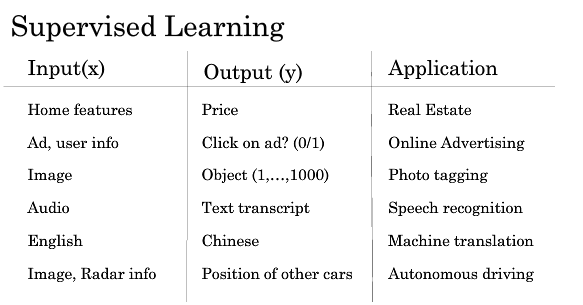 Supervised Learning
Input(x) Output (y) Application
Home features Price Real Estate
Ad, user info Click on ad? (0/1) Online Advertising
Image Object (1,...,1000) Photo tagging
Audio Text transcript Speech recognition
English Chinese Machine translation
Image, Radar info Position of other cars Autonomous driving